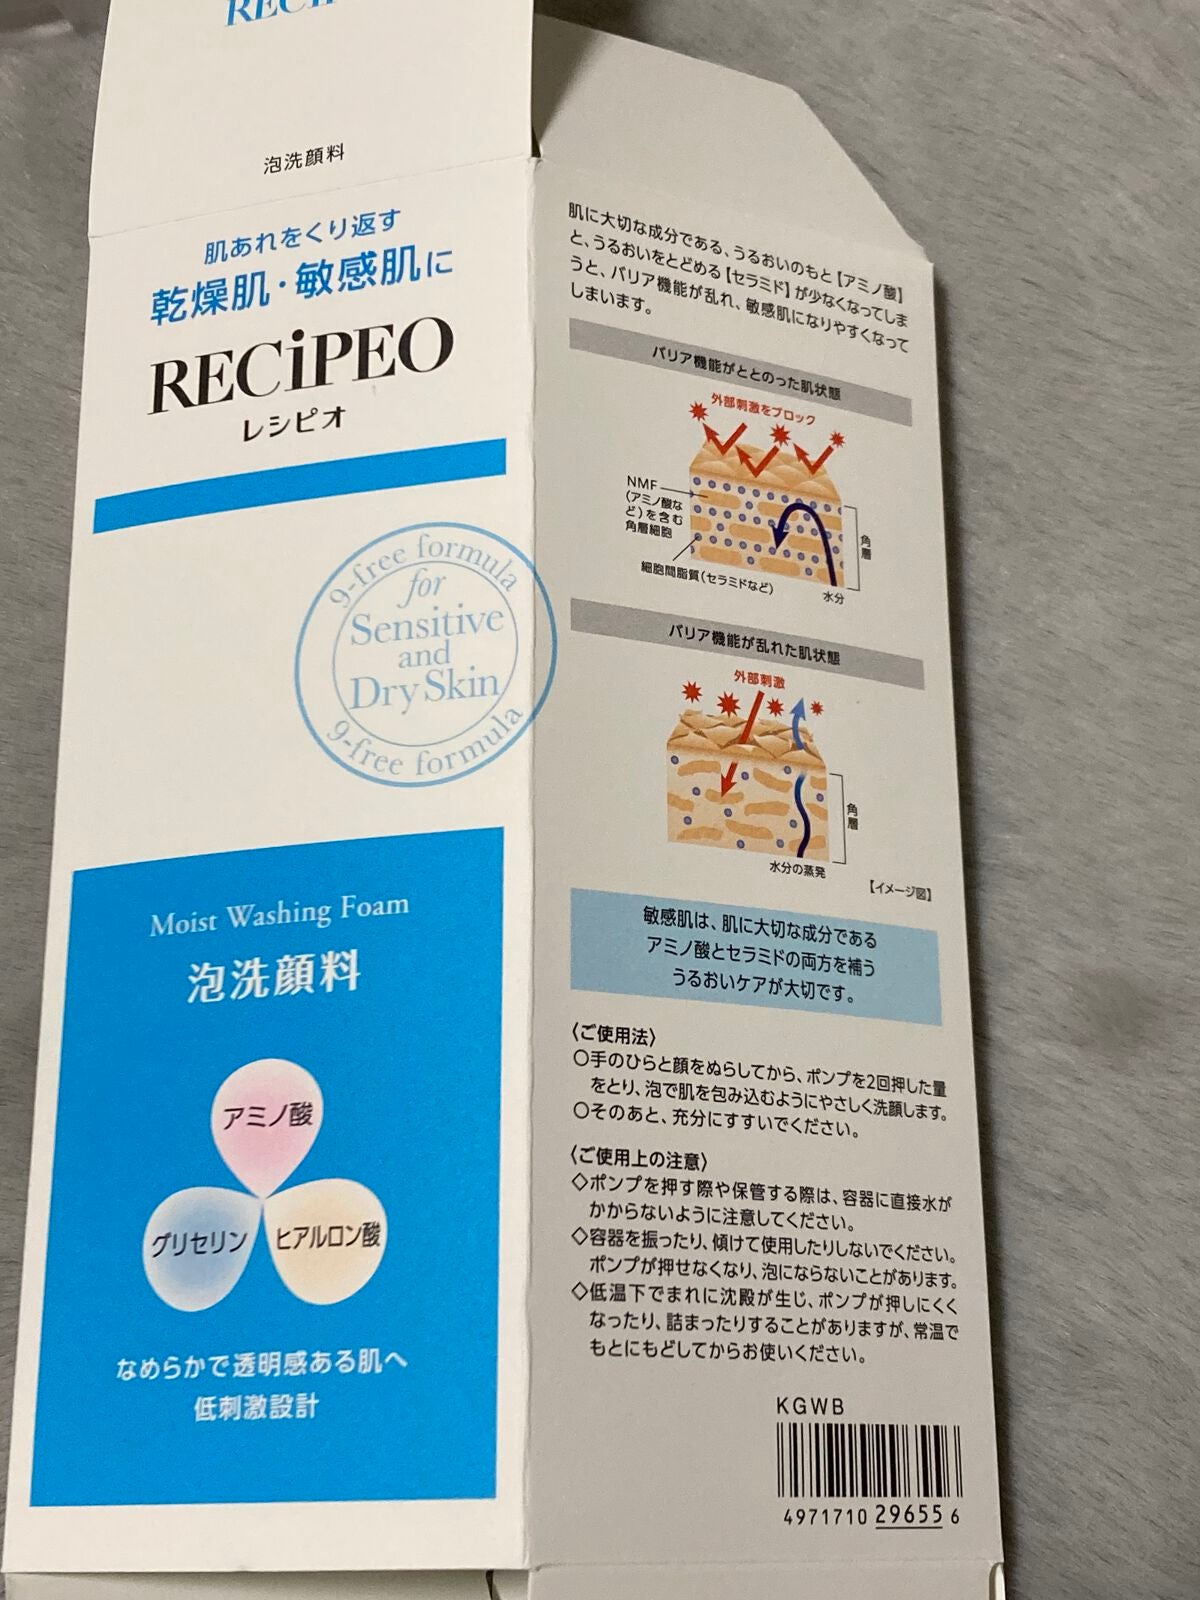 泡洗顔料
肌あれをくり返す
乾燥肌・敏感肌に
RECiPEO
レシピオ
9-free formula
for
Sensitive
and
Dry Skin
9-free formula
Moist Washing Foam
泡洗顔料
アミノ酸
グリセリン
ヒアルロン酸
なめらかで透明感ある肌へ
低刺激設計
肌に大切な成分である、うるおいのもと【アミノ酸】
と、うるおいをとどめる【セラミド】が少なくなってしま
うと、バリア機能が乱れ、敏感肌になりやすくなって
しまいます。
バリア機能がととのった肌状態
外部刺激をブロック
NMF
(アミノ酸な
ど)を含む
角層細胞
細胞間脂質(セラミドなど)
水分
角層
バリア機能が乱れた肌状態
外部刺激
角層
水分の蒸発
【イメージ図】
敏感肌は、肌に大切な成分である
アミノ酸とセラミドの両方を補う
うるおいケアが大切です。
〈ご使用法〉
○手のひらと顔をぬらしてから、ポンプを2回押した量
をとり、泡で肌を包み込むようにやさしく洗顔します。
○そのあと、充分にすすいでください。
〈ご使用上の注意〉
◇ポンプを押す際や保管する際は、容器に直接水が
かからないように注意してください。
◇容器を振ったり、傾けて使用したりしないでください。
ポンプが押せなくなり、泡にならないことがあります。
◇低温下でまれに沈殿が生じ、ポンプが押しにくく
なったり、詰まったりすることがありますが、常温で
もとにもどしてからお使いください。
KGWB
4971710 29655 6